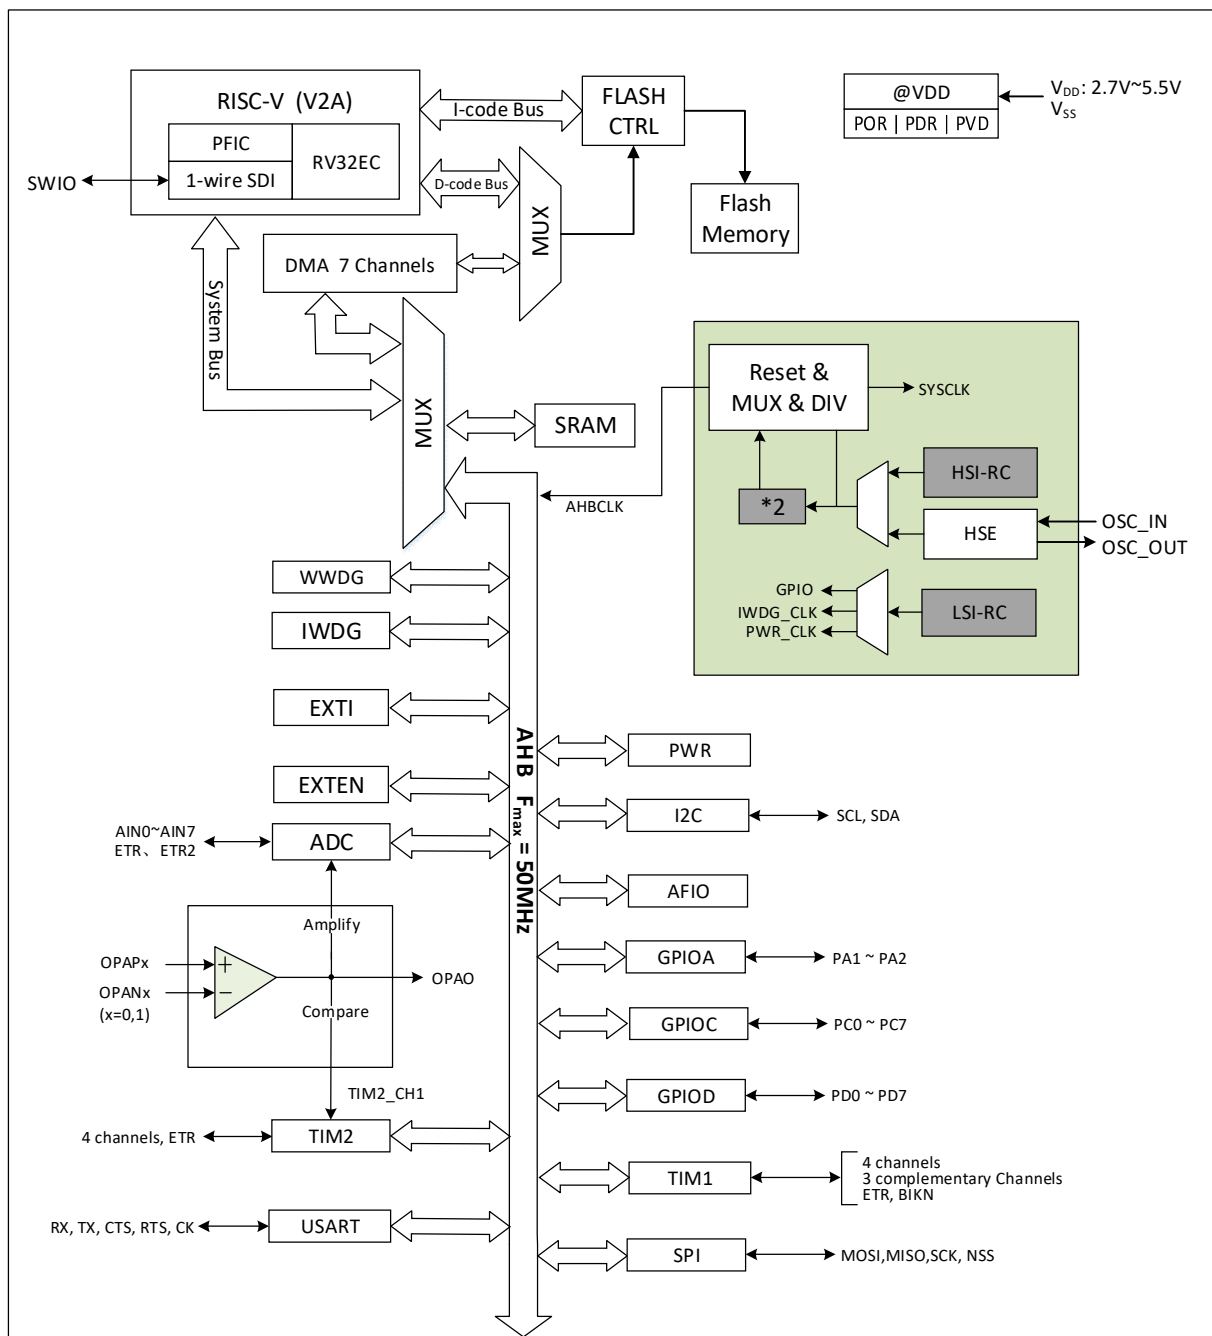 RISC-V (V2A)
PFIC
1-wire SDI
RV32EC
SWIO
I-code Bus
D-code Bus
FLASH
CTRL
Flash
Memory
MUX
@VDD
POR | PDR | PVD
VDD: 2.7V~5.5V
VSS
DMA 7 Channels
System Bus
MUX
SRAM
Reset &
MUX & DIV
SYSCLK
AHBCLK
*2
HSI-RC
HSE
OSC_IN
OSC_OUT
GPIO
IWDG_CLK
PWR_CLK
LSI-RC
WWDG
IWDG
EXTI
EXTEN
AIN0~AIN7
ETR、ETR2
ADC
AHB Fmax = 50MHz
Amplify
OPAPx
OPANx
(x=0,1)
+
−
OPAO
Compare
TIM2_CH1
4 channels, ETR
TIM2
RX, TX, CTS, RTS, CK
USART
PWR
I2C
SCL, SDA
AFIO
GPIOA
PA1 ~ PA2
GPIOC
PC0 ~ PC7
GPIOD
PD0 ~ PD7
TIM1
4 channels
3 complementary Channels
ETR, BIKN
SPI
MOSI,MISO,SCK, NSS